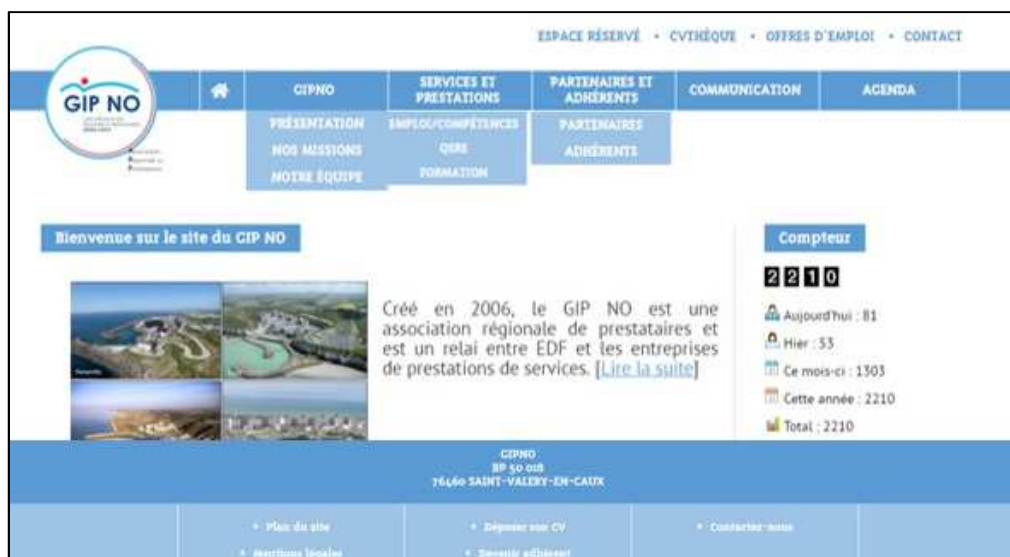 ESPACE RÉSERVÉ • CVTHÈQUE • OFFRES D'EMPLOI • CONTACT
GIP NO
GIPNO
SERVICES ET PRESTATIONS
PARTENAIRES ET ADHÉRENTS
COMMUNICATION
AGENDA
PRÉSENTATION
NOS MISSIONS
NOTRE ÉQUIPE
EMPLOI/COMPÉTENCES
QSRE
FORMATION
PARTENAIRES
ADHÉRENTS
Bienvenue sur le site du GIP NO
Créé en 2006, le GIP NO est une
association régionale de prestataires et
est un relai entre EDF et les entreprises
de prestations de services. [Lire la suite]
Compteur
2210
Aujourd'hui : 81
Hier : 53
Ce mois-ci : 1303
Cette année : 2210
Total : 2210
GIPNO
BP 50 018
76460 SAINT-VALERY-EN-CAUX
• Plan du site
• Mentions légales
• Déposer son CV
• Devenir adhérent
• Contactez-nous